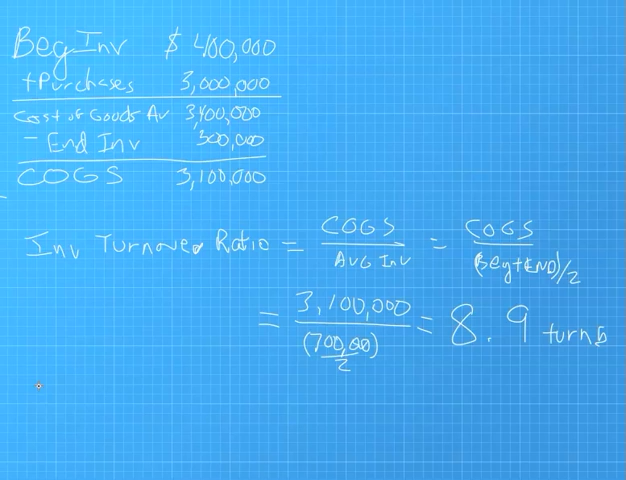 Beg Inv $ 400,000
+Purchases 3,000,000
Cost of Goods Av 3,400,000
- End Inv 300,000
COGS 3,100,000
Inv Turnover Ratio = COGS / AVG Inv = COGS / (Beg+END)/2
= 3,100,000 / (700,000) / 2 = 8.9 turns